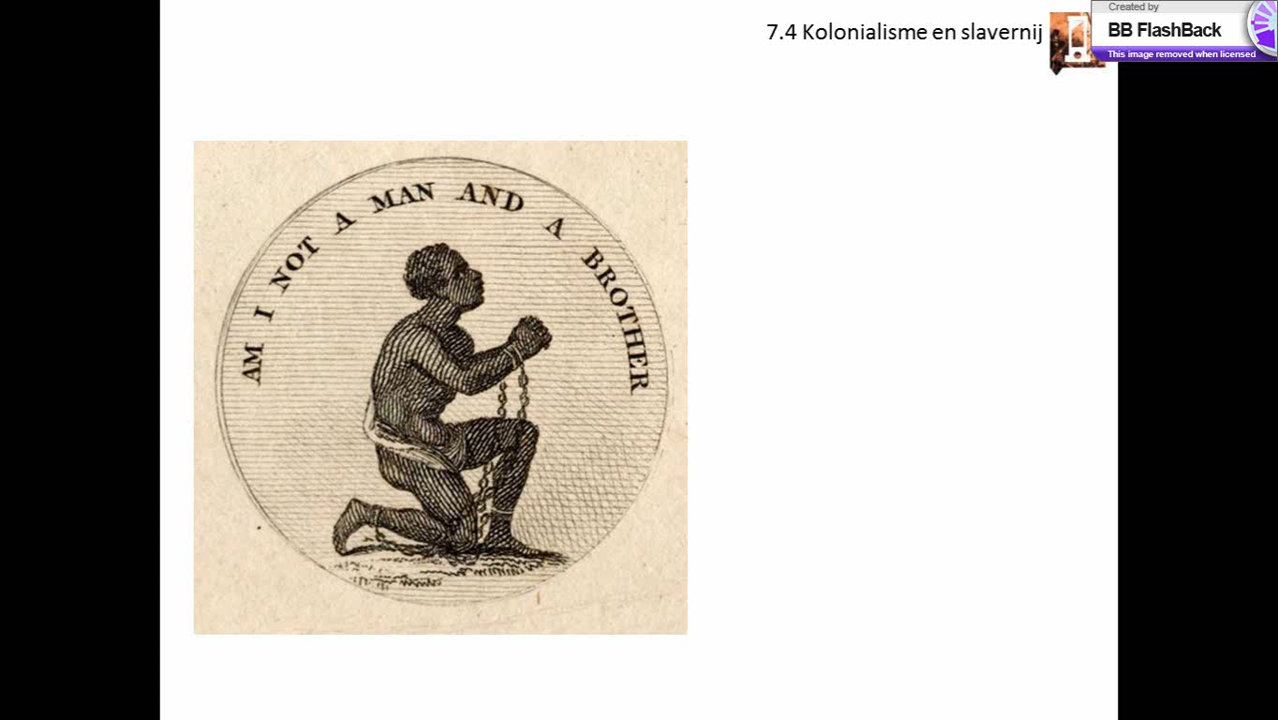 7.4 Kolonialisme en slavernij
Created by
BB FlashBack
This image removed when licensed
AM I NOT A MAN AND A BROTHER